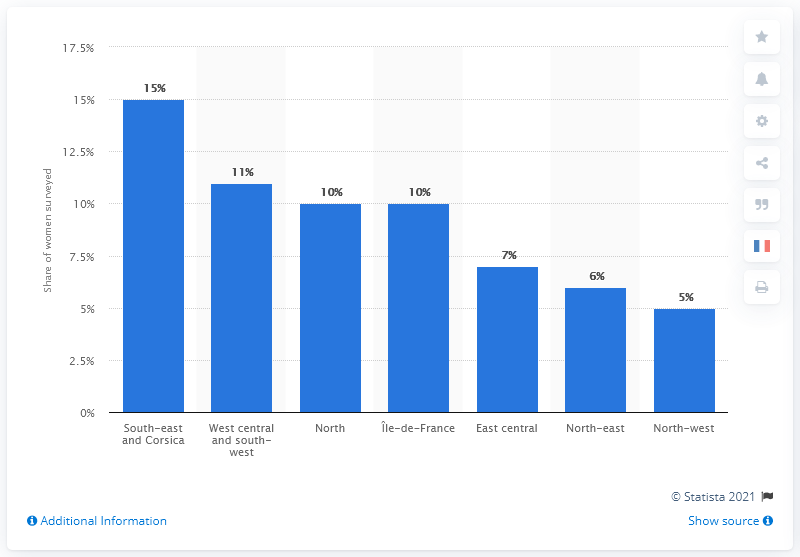 17.5%
15%
12.5%
10%
7.5%
5%
2.5%
0%
Share of women surveyed
15%
11%
10%
10%
7%
6%
5%
South-east
and Corsica
West central
and south-
west
North
Île-de-France
East central
North-east
North-west
© Statista 2021
Additional Information
Show source